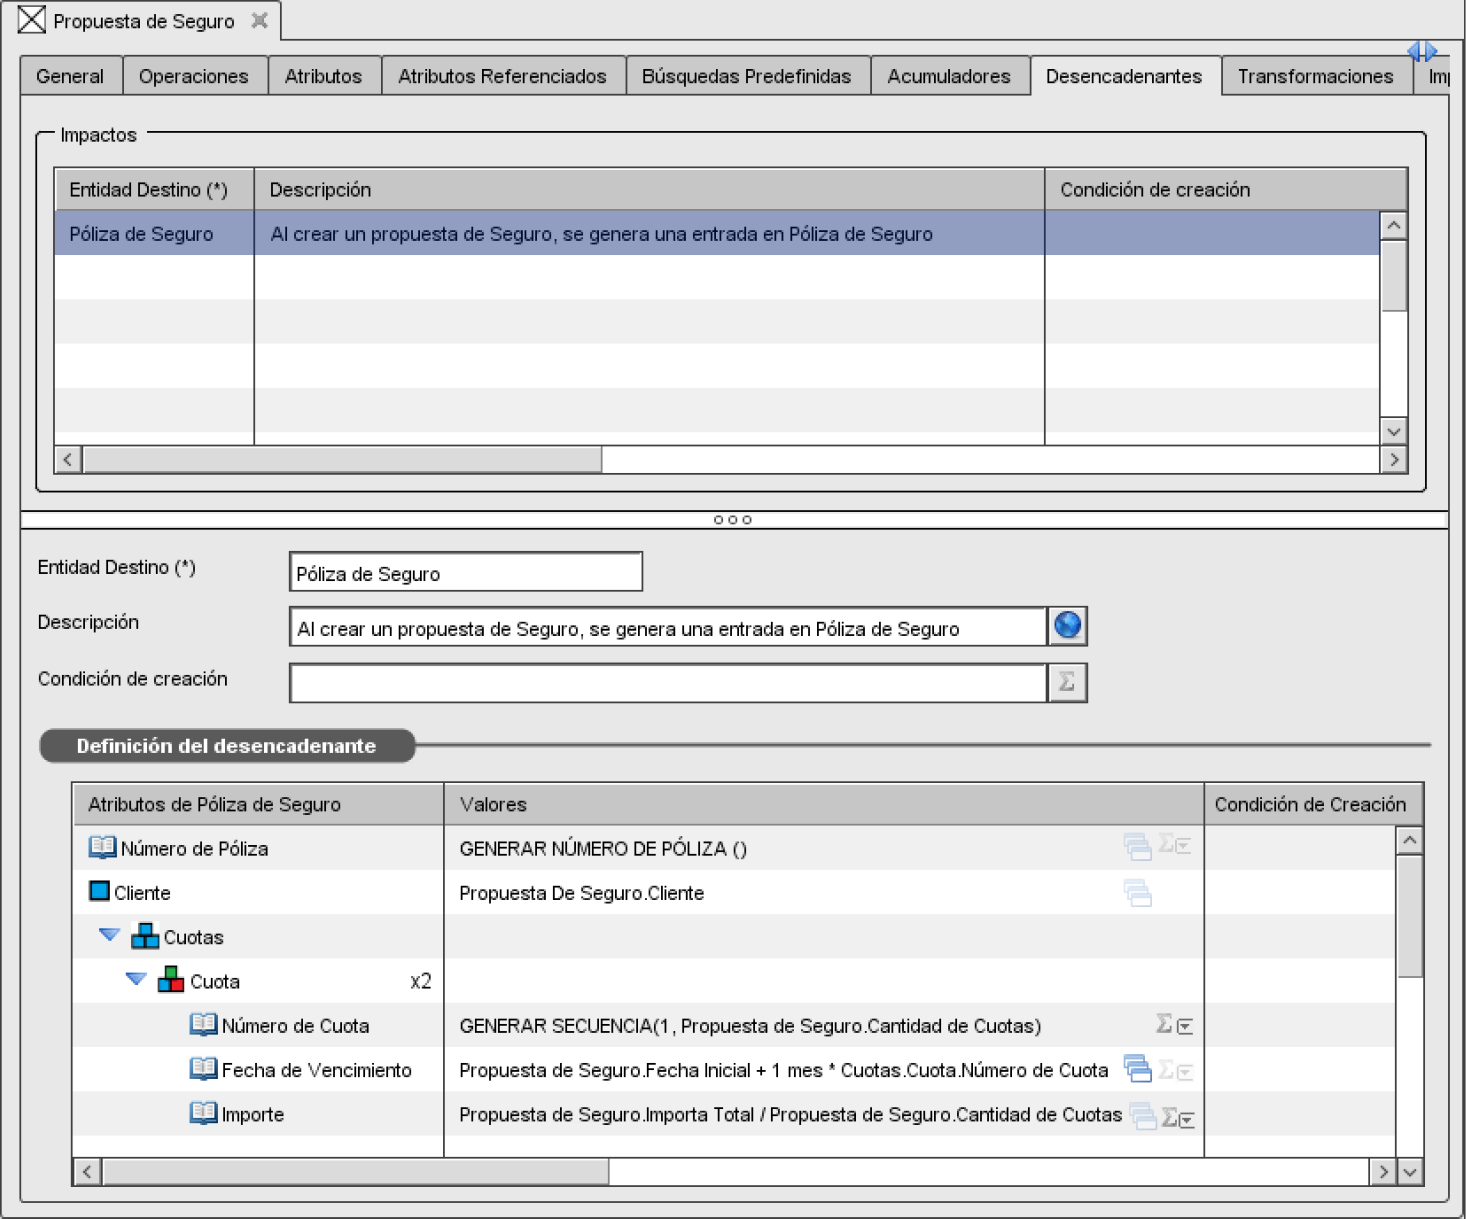 Propuesta de Seguro
General Operaciones Atributos Atributos Referenciados Búsquedas Predefinidas Acumuladores Desencadenantes Transformaciones Imp
Impactos
Entidad Destino (*) Descripción Condición de creación
Póliza de Seguro Al crear un propuesta de Seguro, se genera una entrada en Póliza de Seguro
Entidad Destino (*) Póliza de Seguro
Descripción Al crear un propuesta de Seguro, se genera una entrada en Póliza de Seguro
Condición de creación Σ
Definición del desencadenante
Atributos de Póliza de Seguro Valores Condición de Creación
Número de Póliza GENERAR NÚMERO DE PÓLIZA () Σ
Cliente Propuesta De Seguro.Cliente
Cuotas
Cuota x2
Número de Cuota GENERAR SECUENCIA(1, Propuesta de Seguro.Cantidad de Cuotas) Σ
Fecha de Vencimiento Propuesta de Seguro.Fecha Inicial + 1 mes * Cuotas.Cuota.Número de Cuota Σ
Importe Propuesta de Seguro.Importa Total / Propuesta de Seguro.Cantidad de Cuotas Σ